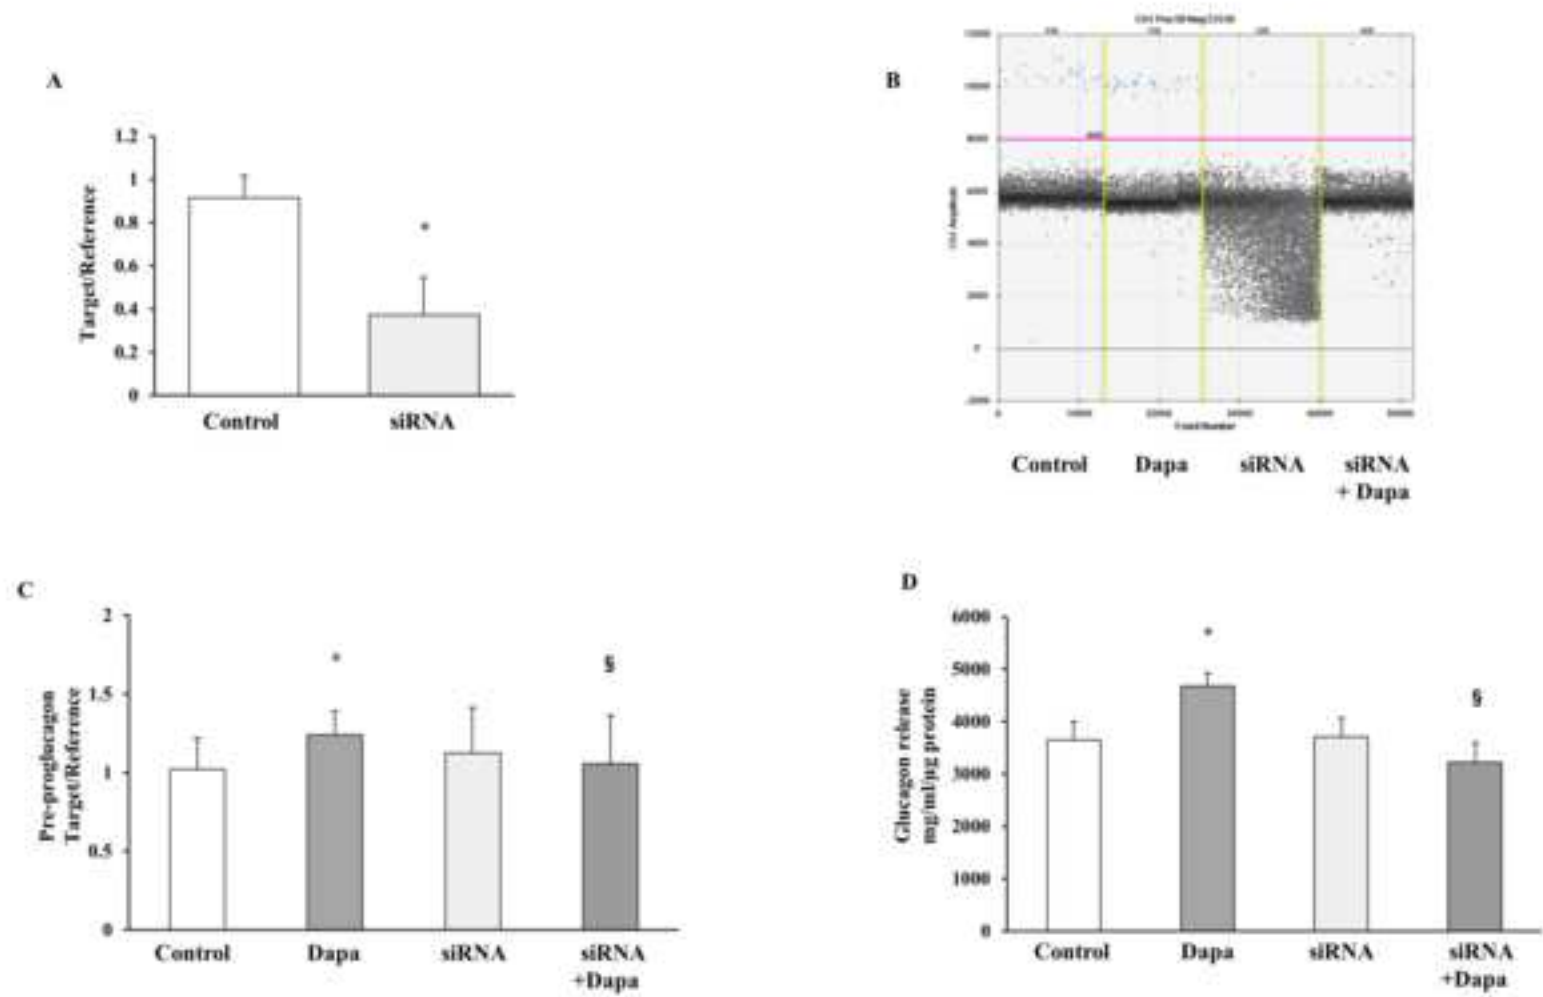 A
1.2
1
0.8
0.6
0.4
0.2
0
Target/Reference
Control siRNA
*
B
0
Control Dapa siRNA siRNA
+ Dapa
C
2
1.5
1
0.5
0
Pre-proglucagon
Target/Reference
*
§
Control Dapa siRNA siRNA
+Dapa
D
6000
5000
4000
3000
2000
1000
0
Glucagon release
mg/ml/µg protein
*
§
Control Dapa siRNA siRNA
+Dapa